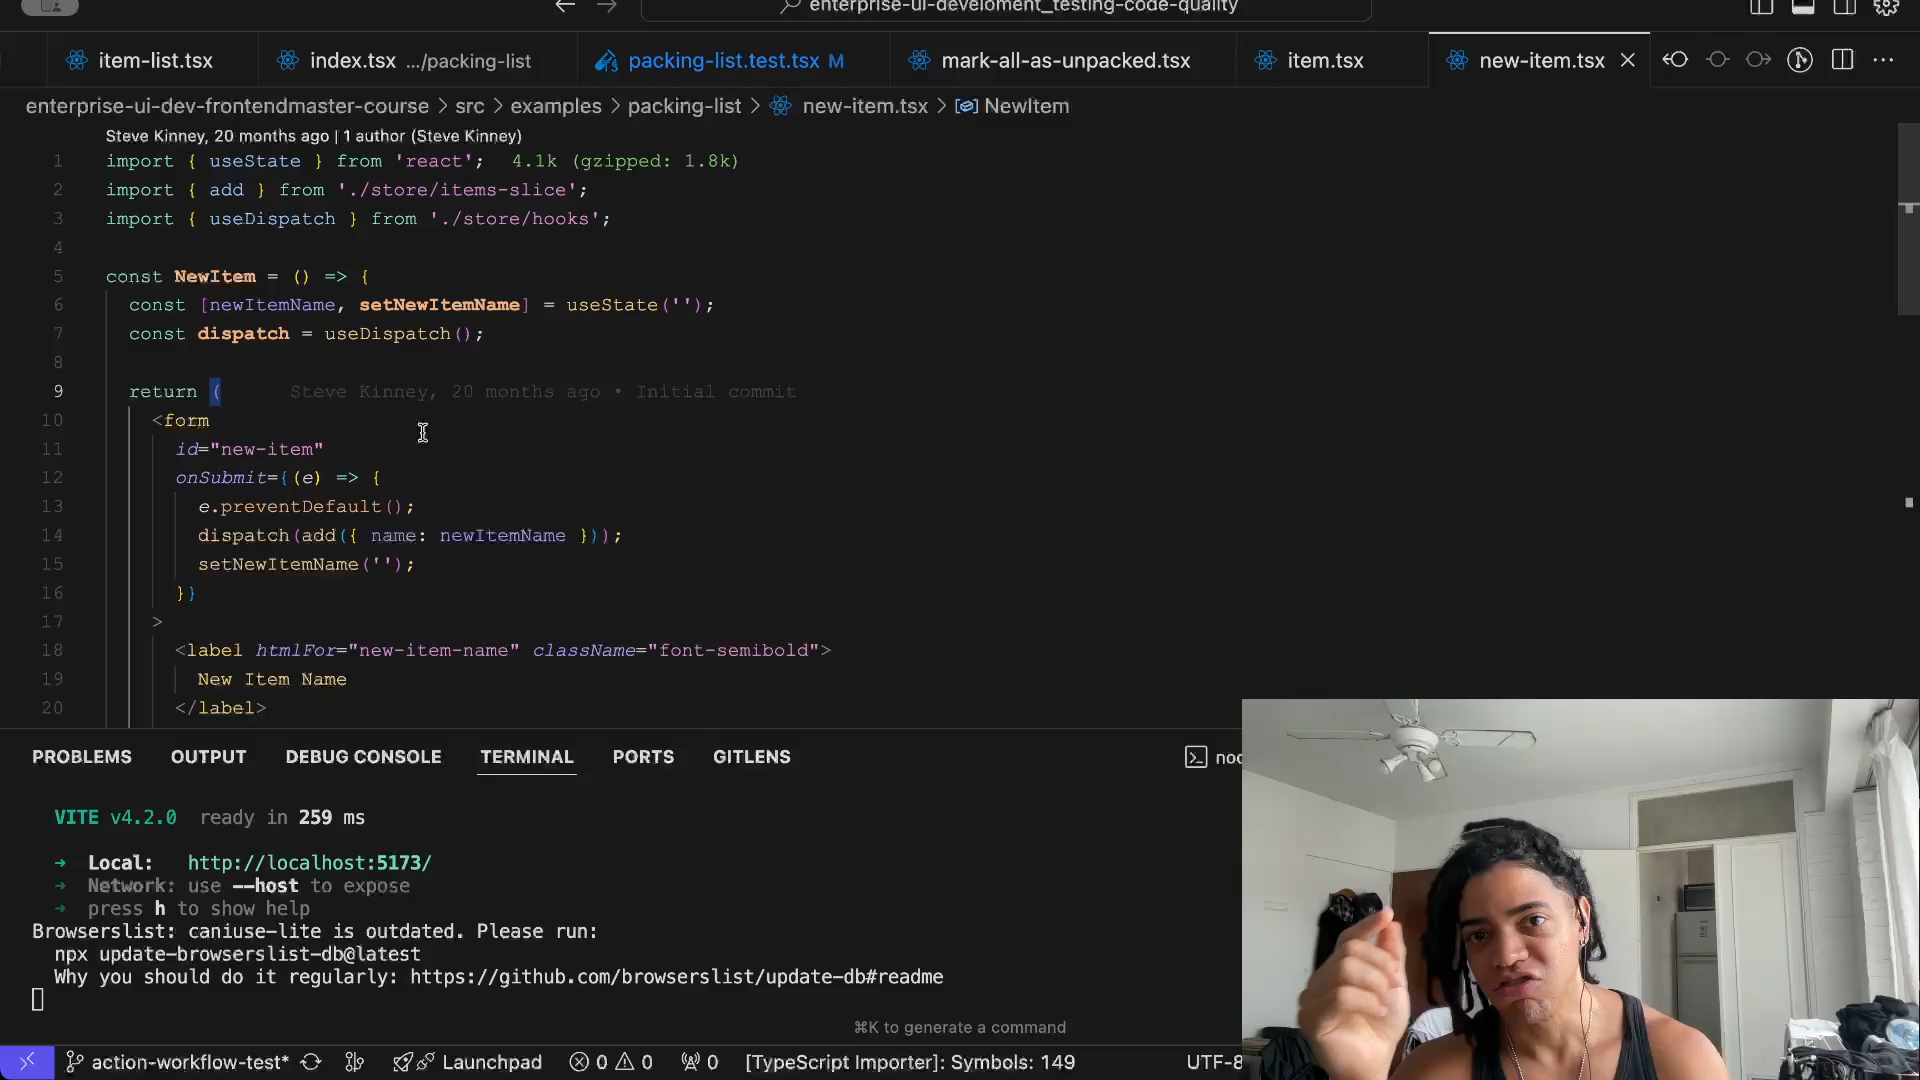 enterprise-ui-develoment_testing-code-quality
item-list.tsx
index.tsx .../packing-list
packing-list.test.tsx M
mark-all-as-unpacked.tsx
item.tsx
new-item.tsx
enterprise-ui-dev-frontendmaster-course > src > examples > packing-list > new-item.tsx > NewItem
Steve Kinney, 20 months ago | 1 author (Steve Kinney)
1 import { useState } from 'react'; 4.1k (gzipped: 1.8k)
2 import { add } from './store/items-slice';
3 import { useDispatch } from './store/hooks';
4
5 const NewItem = () => {
6 const [newItemName, setNewItemName] = useState('');
7 const dispatch = useDispatch();
8
9 return ( Steve Kinney, 20 months ago • Initial commit
10 <form
11 id="new-item"
12 onSubmit={(e) => {
13 e.preventDefault();
14 dispatch(add({ name: newItemName }));
15 setNewItemName('');
16 }}
17 >
18 <label htmlFor="new-item-name" className="font-semibold">
19 New Item Name
20 </label>
PROBLEMS OUTPUT DEBUG CONSOLE TERMINAL PORTS GITLENS
VITE v4.2.0 ready in 259 ms
➜ Local: http://localhost:5173/
➜ Network: use --host to expose
➜ press h to show help
Browserslist: caniuse-lite is outdated. Please run:
npx update-browserslist-db@latest
Why you should do it regularly: https://github.com/browserslist/update-db#readme
⌘K to generate a command
action-workflow-test* Launchpad 0 0 0 [TypeScript Importer]: Symbols: 149 UTF-8